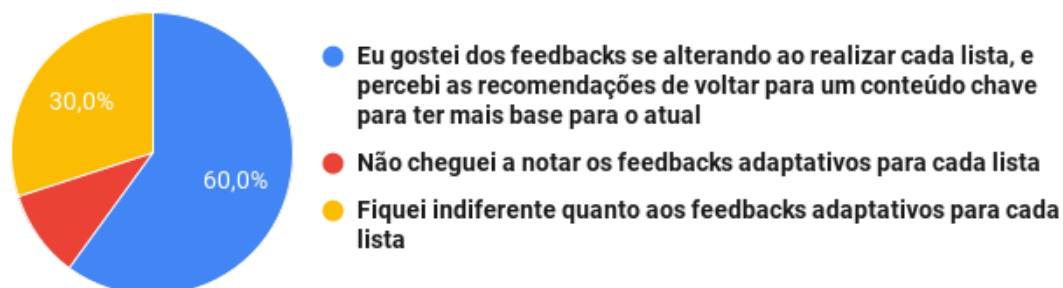 Eu gostei dos feedbacks se alterando ao realizar cada lista, e
percebi as recomendações de voltar para um conteúdo chave
para ter mais base para o atual
30,0%
Não cheguei a notar os feedbacks adaptativos para cada lista
60,0%
Fiquei indiferente quanto aos feedbacks adaptativos para cada
lista